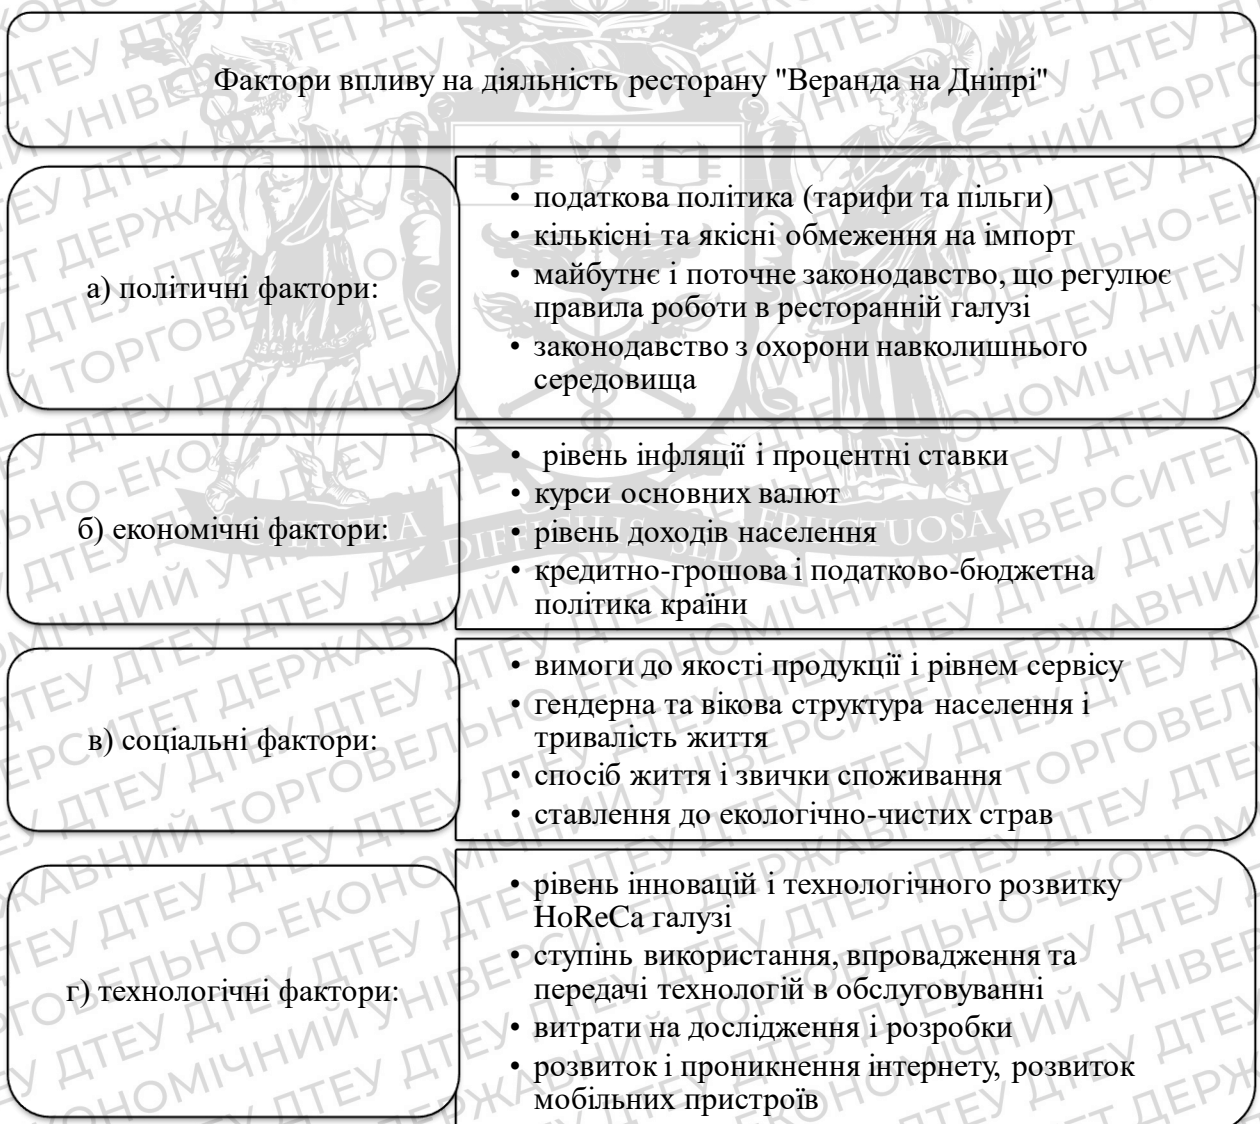 Фактори впливу на діяльність ресторану "Веранда на Дніпрі"
а) політичні фактори:
• податкова політика (тарифи та пільги)
• кількісні та якісні обмеження на імпорт
• майбутнє і поточне законодавство, що регулює
правила роботи в ресторанній галузі
• законодавство з охорони навколишнього
середовища
б) економічні фактори:
• рівень інфляції і процентні ставки
• курси основних валют
• рівень доходів населення
• кредитно-грошова і податково-бюджетна
політика країни
в) соціальні фактори:
• вимоги до якості продукції і рівнем сервісу
• гендерна та вікова структура населення і
тривалість життя
• спосіб життя і звички споживання
• ставлення до екологічно-чистих страв
г) технологічні фактори:
• рівень інновацій і технологічного розвитку
HoReCa галузі
• ступінь використання, впровадження та
передачі технологій в обслуговуванні
• витрати на дослідження і розробки
• розвиток і проникнення інтернету, розвиток
мобільних пристроїв